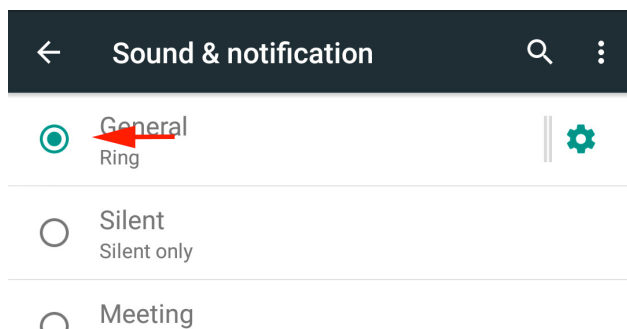 Sound & notification
General
Ring
Silent
Silent only
Meeting